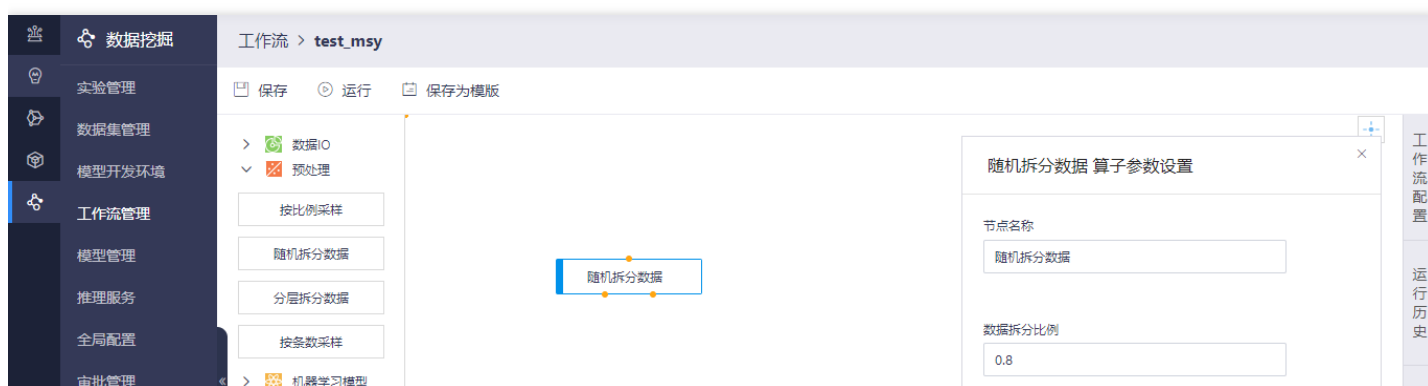 数据挖掘
工作流 > test_msy
实验管理
数据集管理
模型开发环境
工作流管理
模型管理
推理服务
全局配置
审批管理
保存
运行
保存为模版
数据IO
预处理
按比例采样
随机拆分数据
分层拆分数据
按条数采样
机器学习模型
随机拆分数据
随机拆分数据 算子参数设置
节点名称
随机拆分数据
数据拆分比例
0.8
工作流配置
运行历史